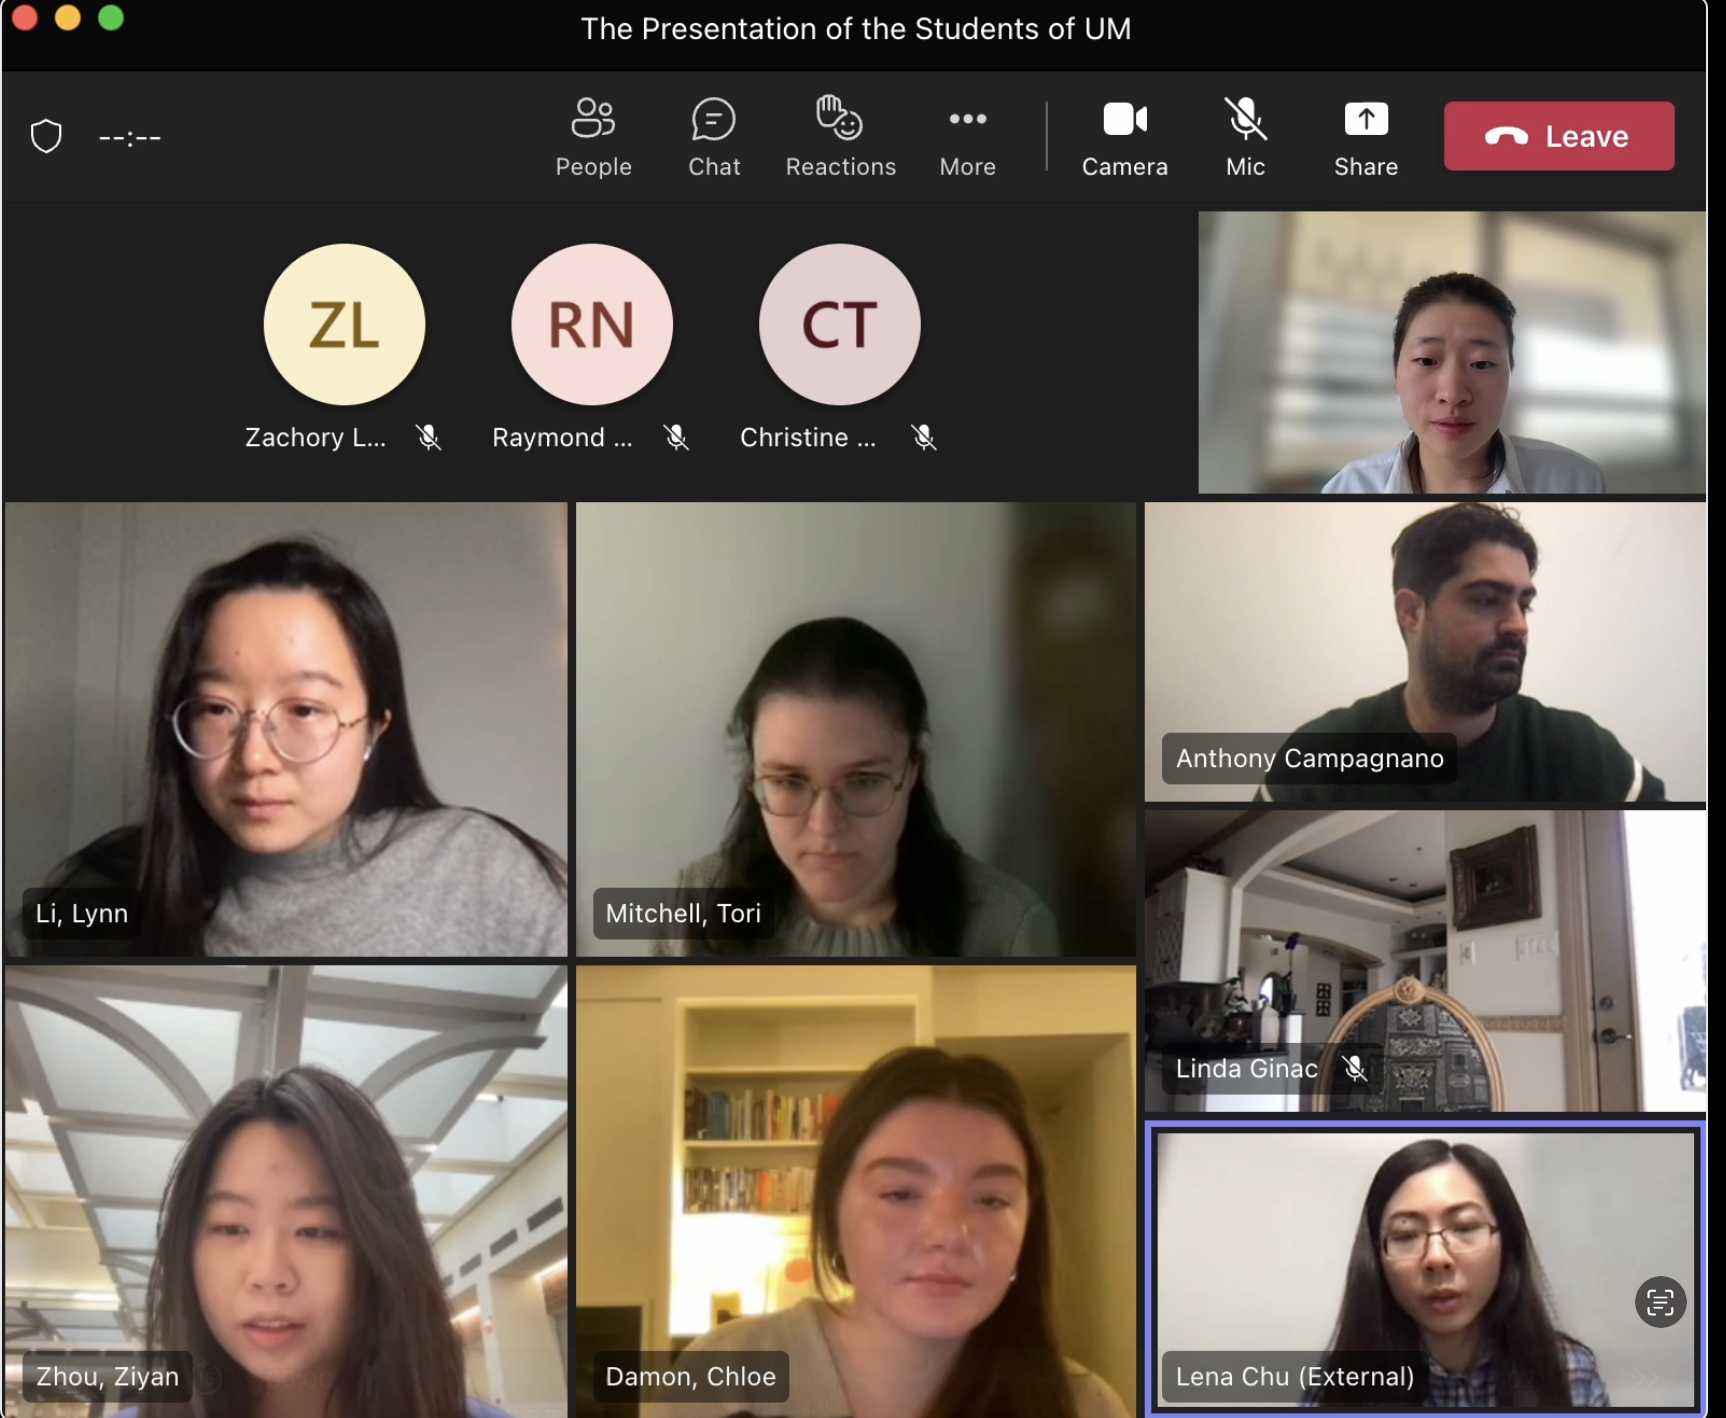 The Presentation of the Students of UM
--:--
People
Chat
Reactions
More
Camera
Mic
Share
Leave
ZL
RN
CT
Zachory L...
Raymond ...
Christine ...
Li, Lynn
Mitchell, Tori
Anthony Campagnano
Linda Ginac
Zhou, Ziyan
Damon, Chloe
Lena Chu (External)